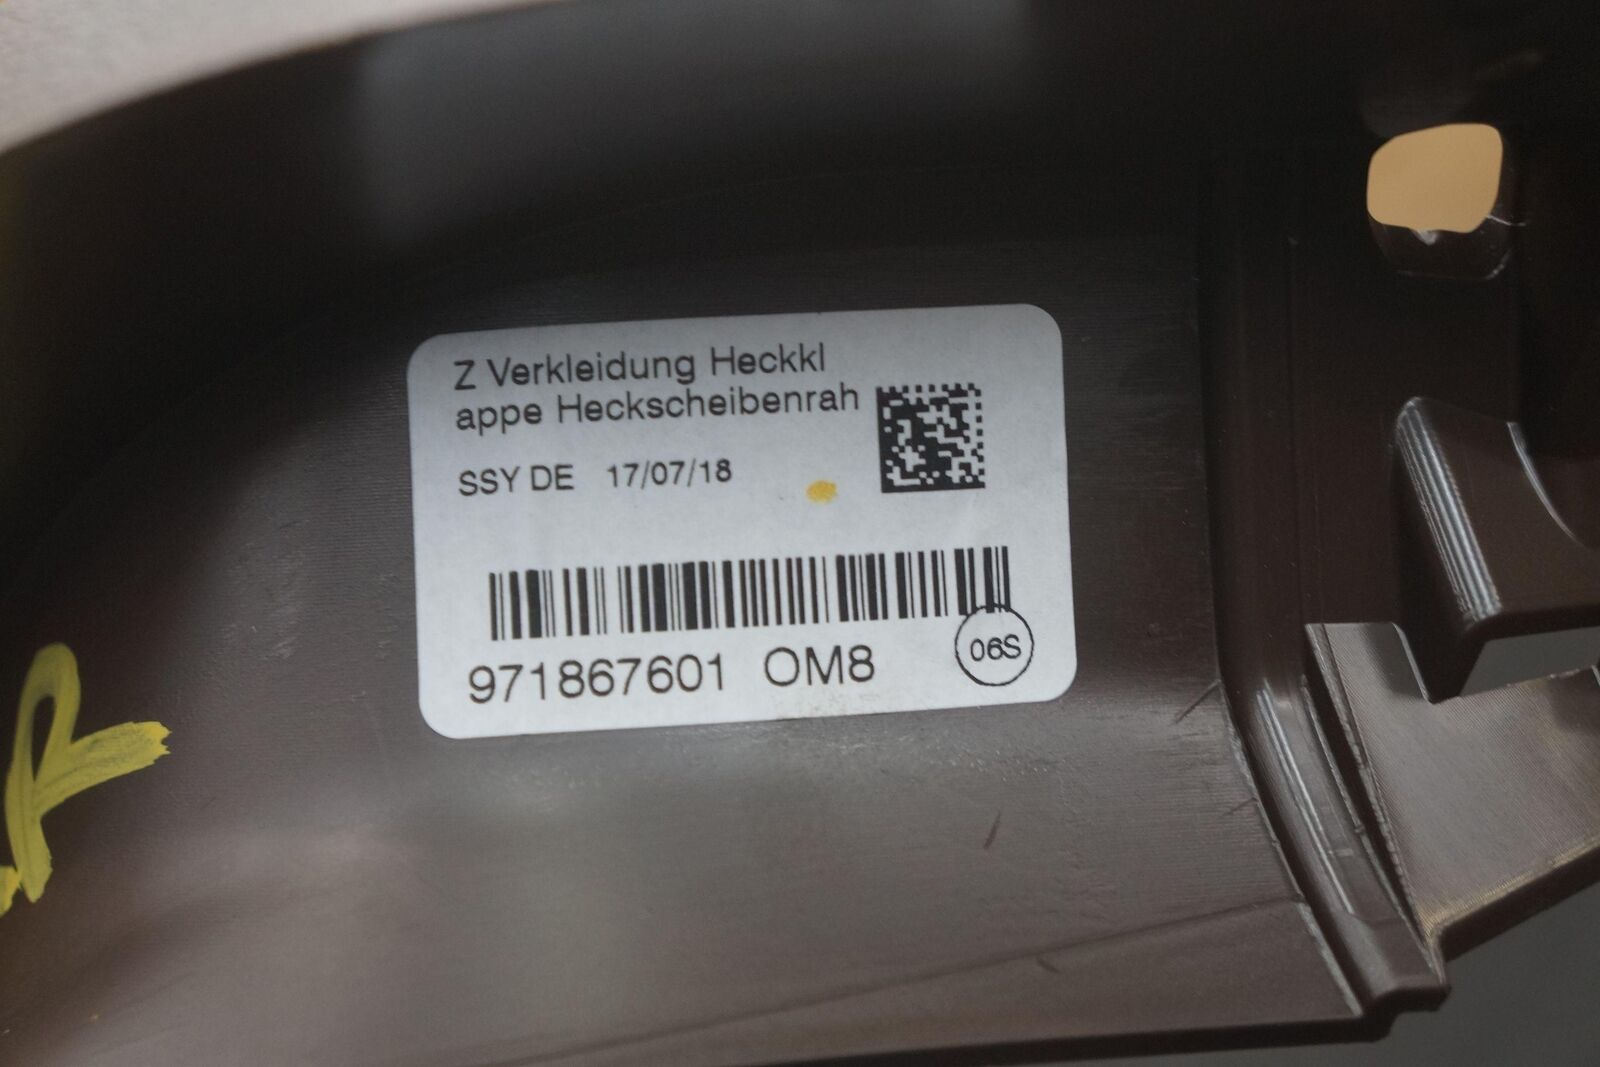 Z Verkleidung Heckkl
appe Heckscheibenrah
SSY DE 17/07/18
971867601 OM8
06S
R